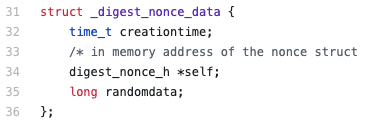 31 struct _digest_nonce_data {
32     time_t creationtime;
33     /* in memory address of the nonce struct
34     digest_nonce_h *self;
35     long randomdata;
36 };